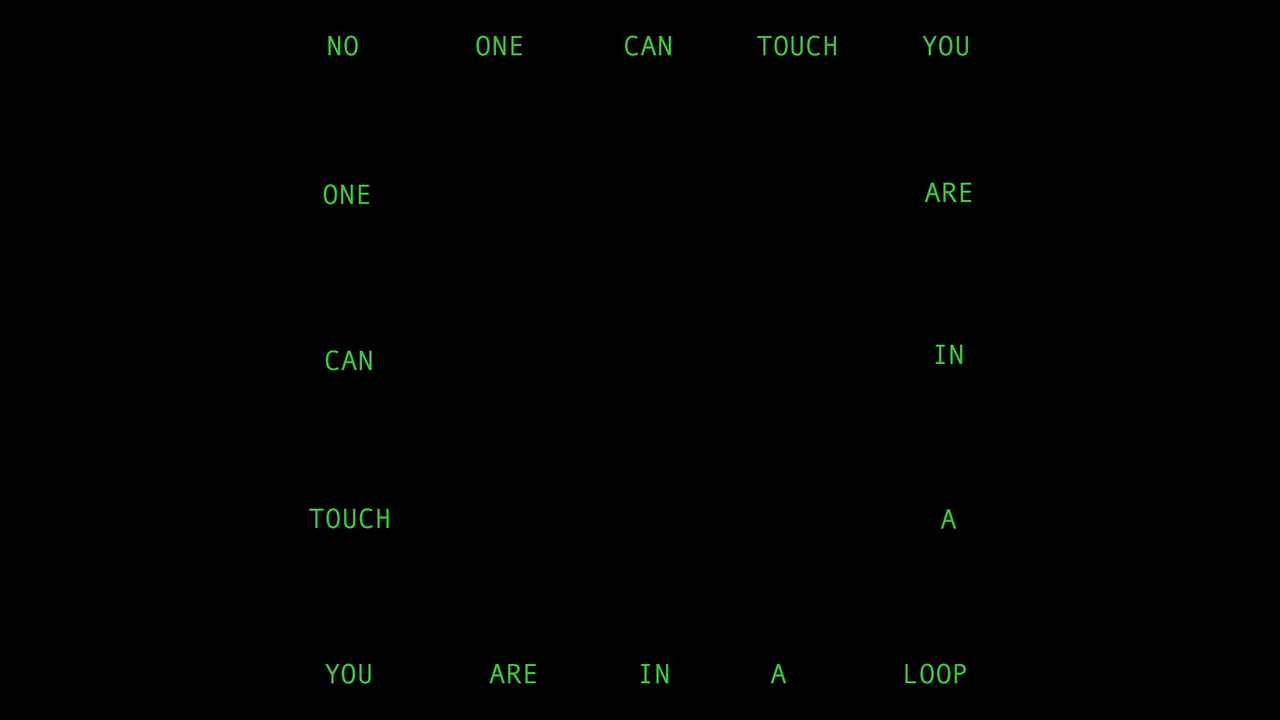 NO ONE CAN TOUCH YOU
ONE ARE
CAN IN
TOUCH A
YOU ARE IN A LOOP